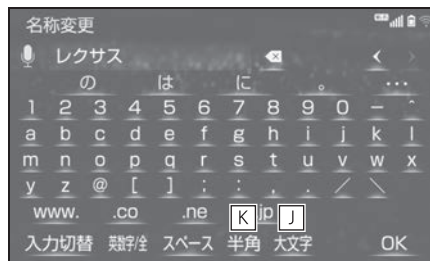 名称変更
レクサス
の は に 。 …
1 2 3 4 5 6 7 8 9 0 - ^
a b c d e f g h i j k l
m n o p q r s t u v w x
y z @ [ ] ; : , . / \
www. .co .ne .jp
K J
入力切替 英数字/全 スペース 半角 大文字 OK